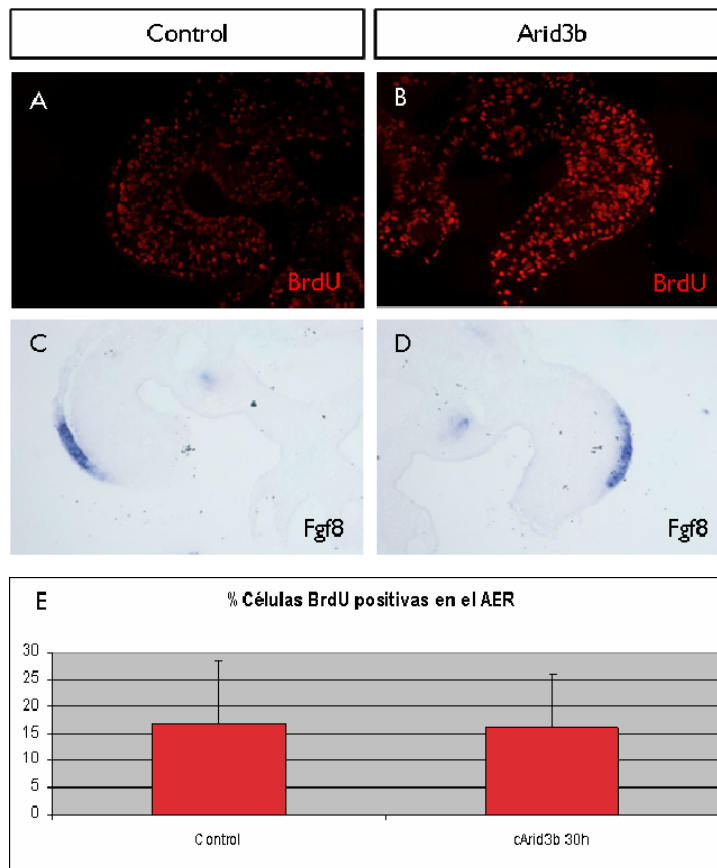 Control
Arid3b
A
BrdU
B
BrdU
C
Fgf8
D
Fgf8
E
% Células BrdU positivas en el AER
30
25
20
15
10
5
0
Control
cArid3b 30h